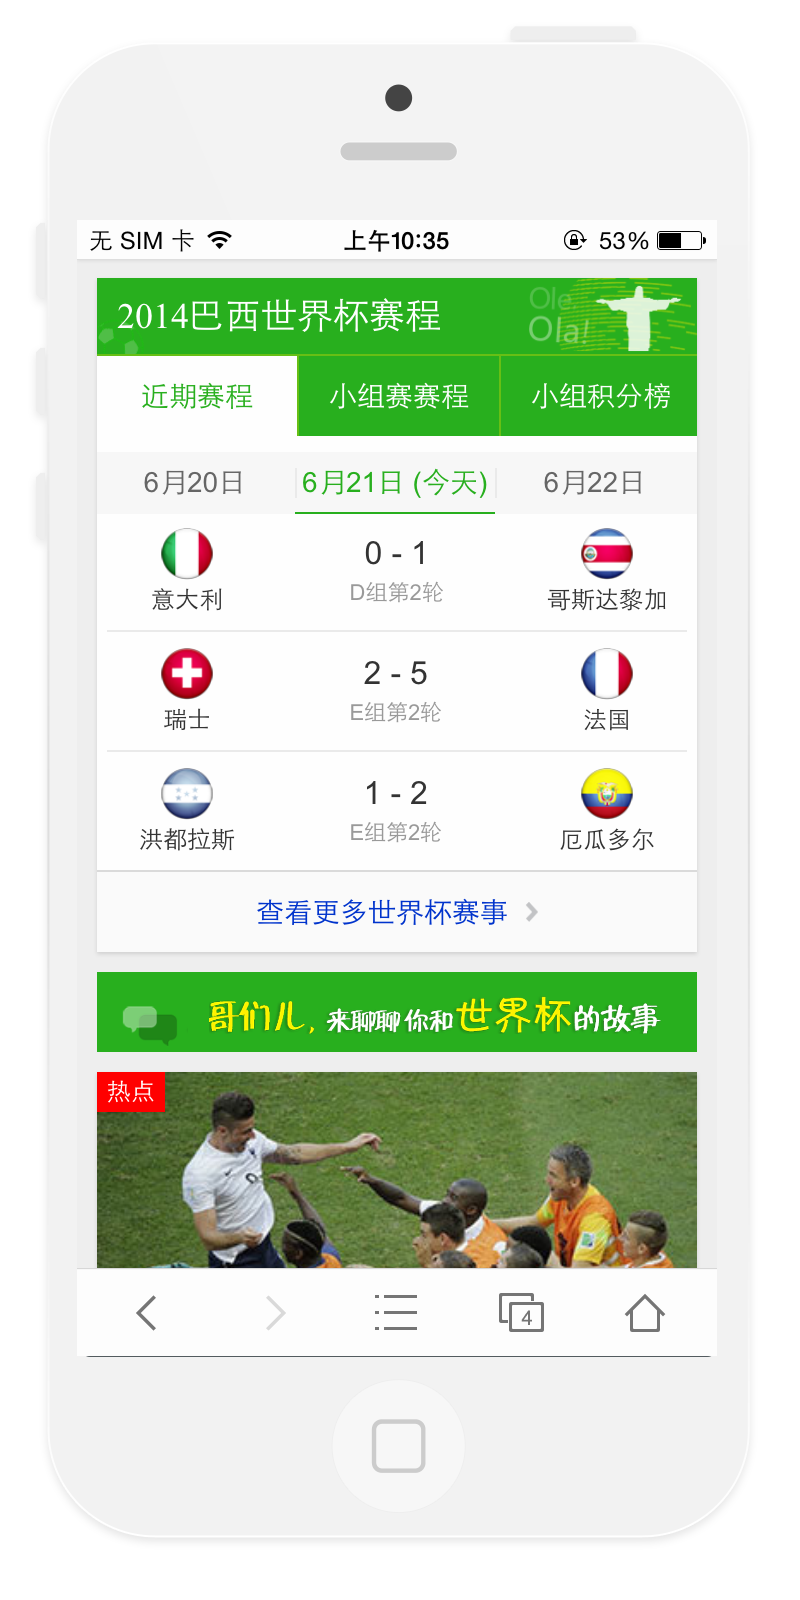 无 SIM 卡
上午10:35
53%
2014巴西世界杯赛程
Ole,
Ola!
近期赛程
小组赛赛程
小组积分榜
6月20日
6月21日 (今天)
6月22日
0 - 1
意大利
D组第2轮
哥斯达黎加
2 - 5
瑞士
E组第2轮
法国
1 - 2
洪都拉斯
E组第2轮
厄瓜多尔
查看更多世界杯赛事
哥们儿,来聊聊你和世界杯的故事
热点
4